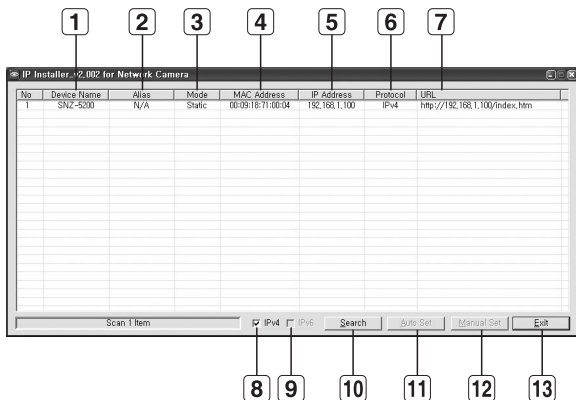 1 2 3 4 5 6 7
IP Installer_v2.002 for Network Camera
No Device Name Alias Mode MAC Address IP Address Protocol URL
1 SNZ-5200 N/A Static 00:09:18:71:00:04 192,168,1,100 IPv4 http://192,168,1,100/index,htm
Scan 1 Item IPv4 IPv6 Search Auto Set Manual Set Exit
8 9 10 11 12 13